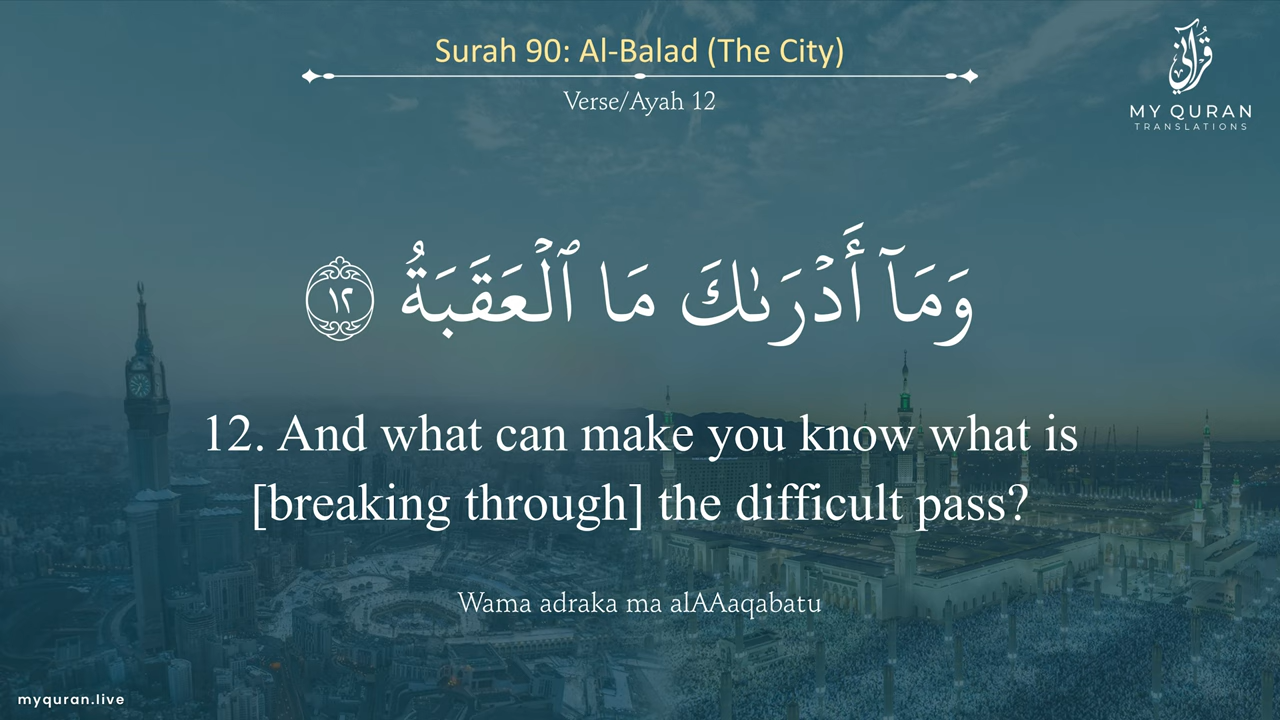 Surah 90: Al-Balad (The City)
Verse/Ayah 12
قرآني
MY QURAN
TRANSLATIONS
وَمَآ أَدْرَىٰكَ مَا ٱلْعَقَبَةُ ١٢
12. And what can make you know what is
[breaking through] the difficult pass?
Wama adraka ma alAAaqabatu
myquran.live